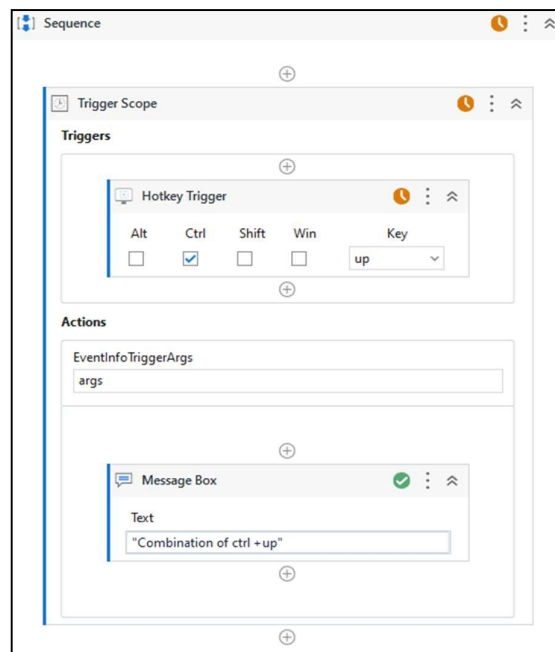 Sequence
Trigger Scope
Triggers
Hotkey Trigger
Alt Ctrl Shift Win Key
up
Actions
EventInfoTriggerArgs
args
Message Box
Text
"Combination of ctrl +up"